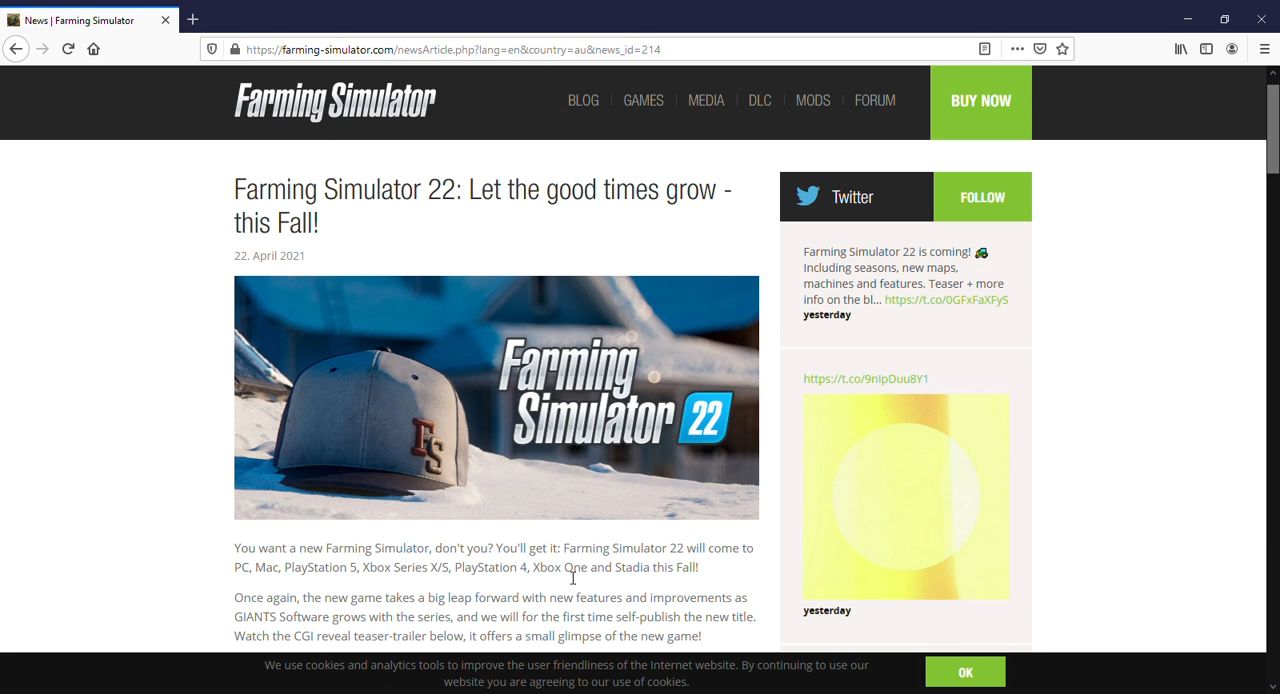 News | Farming Simulator
https://farming-simulator.com/newsArticle.php?lang=en&country=au&news_id=214
Farming Simulator
BLOG
GAMES
MEDIA
DLC
MODS
FORUM
BUY NOW
Farming Simulator 22: Let the good times grow -
this Fall!
22. April 2021
Farming
Simulator 22
FS
You want a new Farming Simulator, don't you? You'll get it: Farming Simulator 22 will come to
PC, Mac, PlayStation 5, Xbox Series X/S, PlayStation 4, Xbox One and Stadia this Fall!
Once again, the new game takes a big leap forward with new features and improvements as
GIANTS Software grows with the series, and we will for the first time self-publish the new title.
Watch the CGI reveal teaser-trailer below, it offers a small glimpse of the new game!
Twitter
FOLLOW
Farming Simulator 22 is coming! 🚜
Including seasons, new maps,
machines and features. Teaser + more
info on the bl... https://t.co/0GFxFaXFyS
yesterday
https://t.co/9nIpDuu8Y1
yesterday
We use cookies and analytics tools to improve the user friendliness of the Internet website. By continuing to use our
website you are agreeing to our use of cookies.
OK